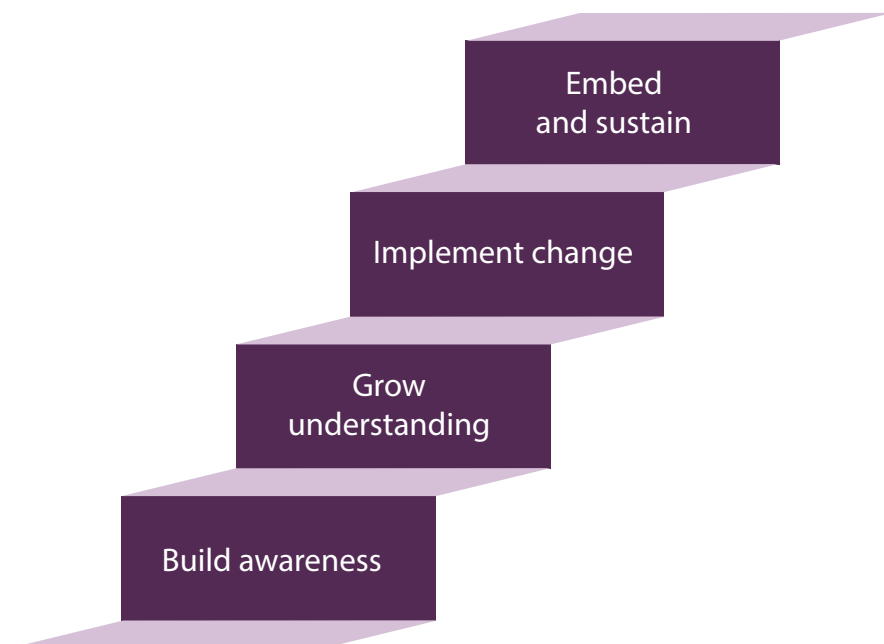 Embed
and sustain
Implement change
Grow
understanding
Build awareness